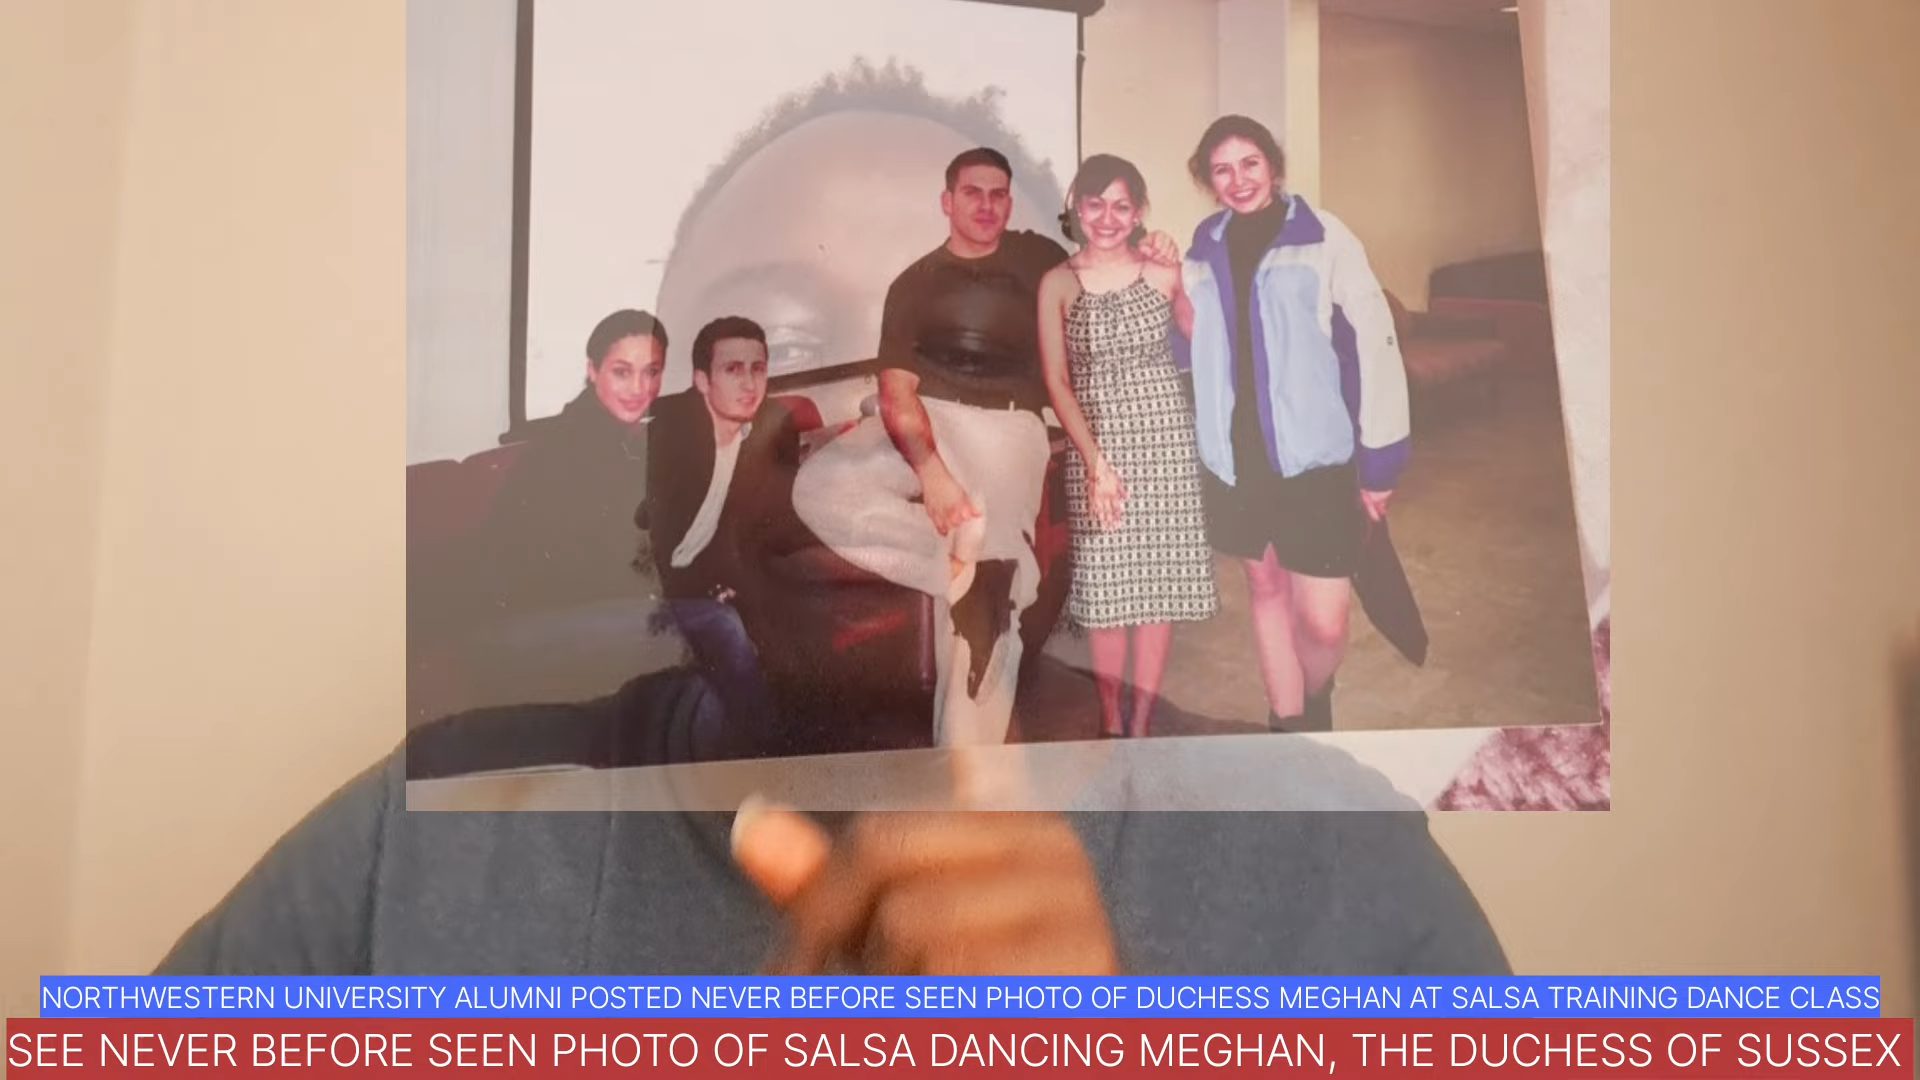 NORTHWESTERN UNIVERSITY ALUMNI POSTED NEVER BEFORE SEEN PHOTO OF DUCHESS MEGHAN AT SALSA TRAINING DANCE CLASS
SEE NEVER BEFORE SEEN PHOTO OF SALSA DANCING MEGHAN, THE DUCHESS OF SUSSEX